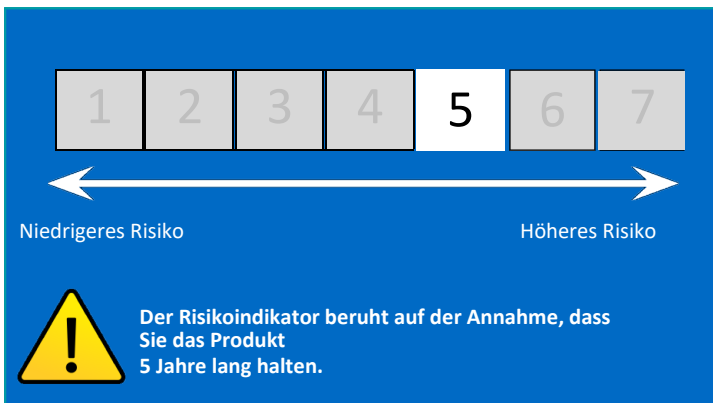 1 2 3 4 5 6 7
Niedrigeres Risiko Höheres Risiko
!
Der Risikoindikator beruht auf der Annahme, dass
Sie das Produkt
5 Jahre lang halten.